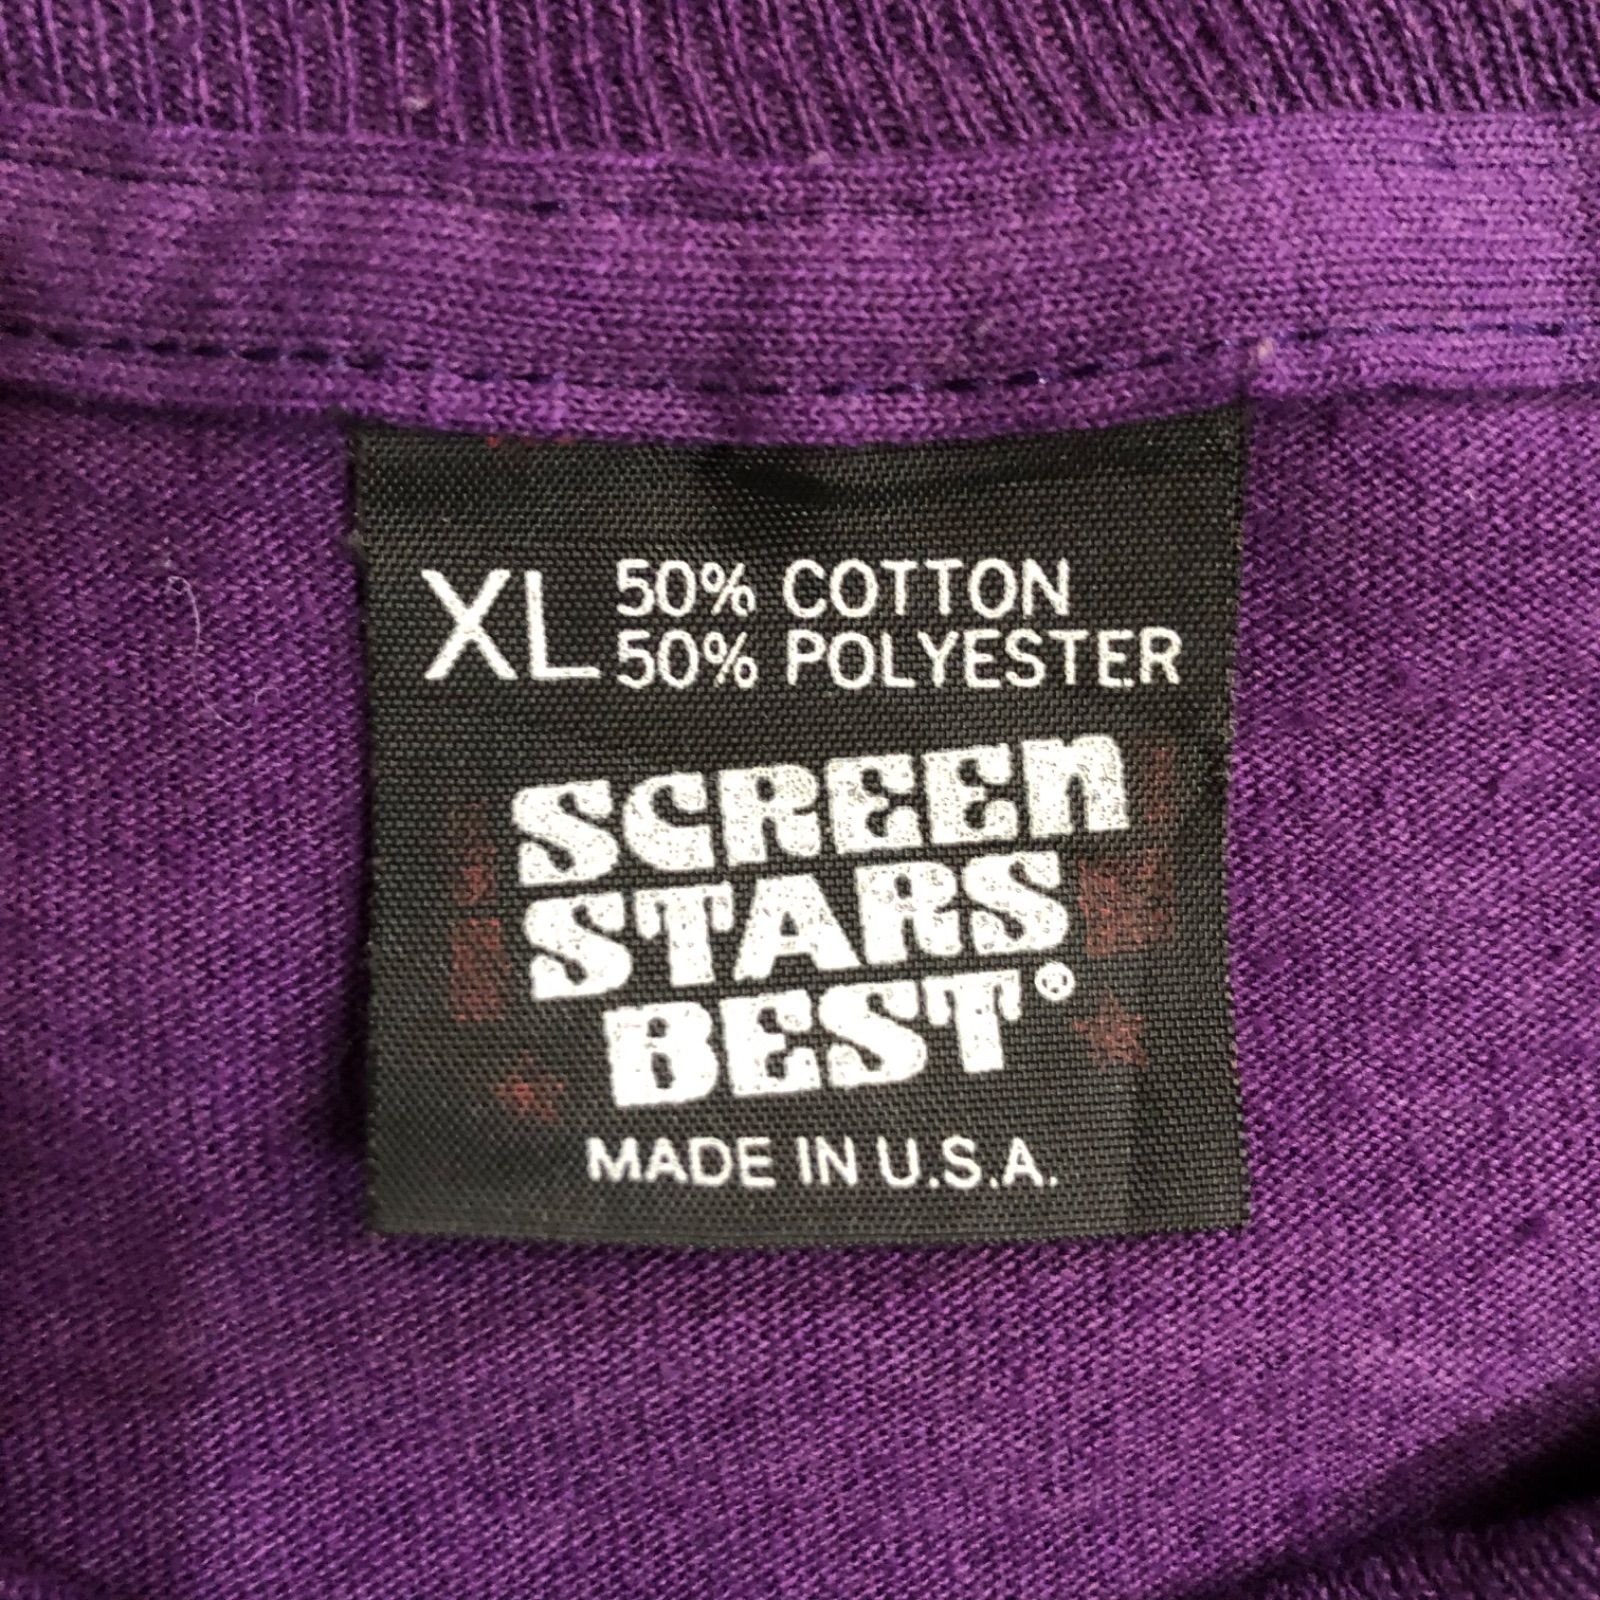 XL 50% COTTON
50% POLYESTER
SCREEN
STARS
BEST®
MADE IN U.S.A.